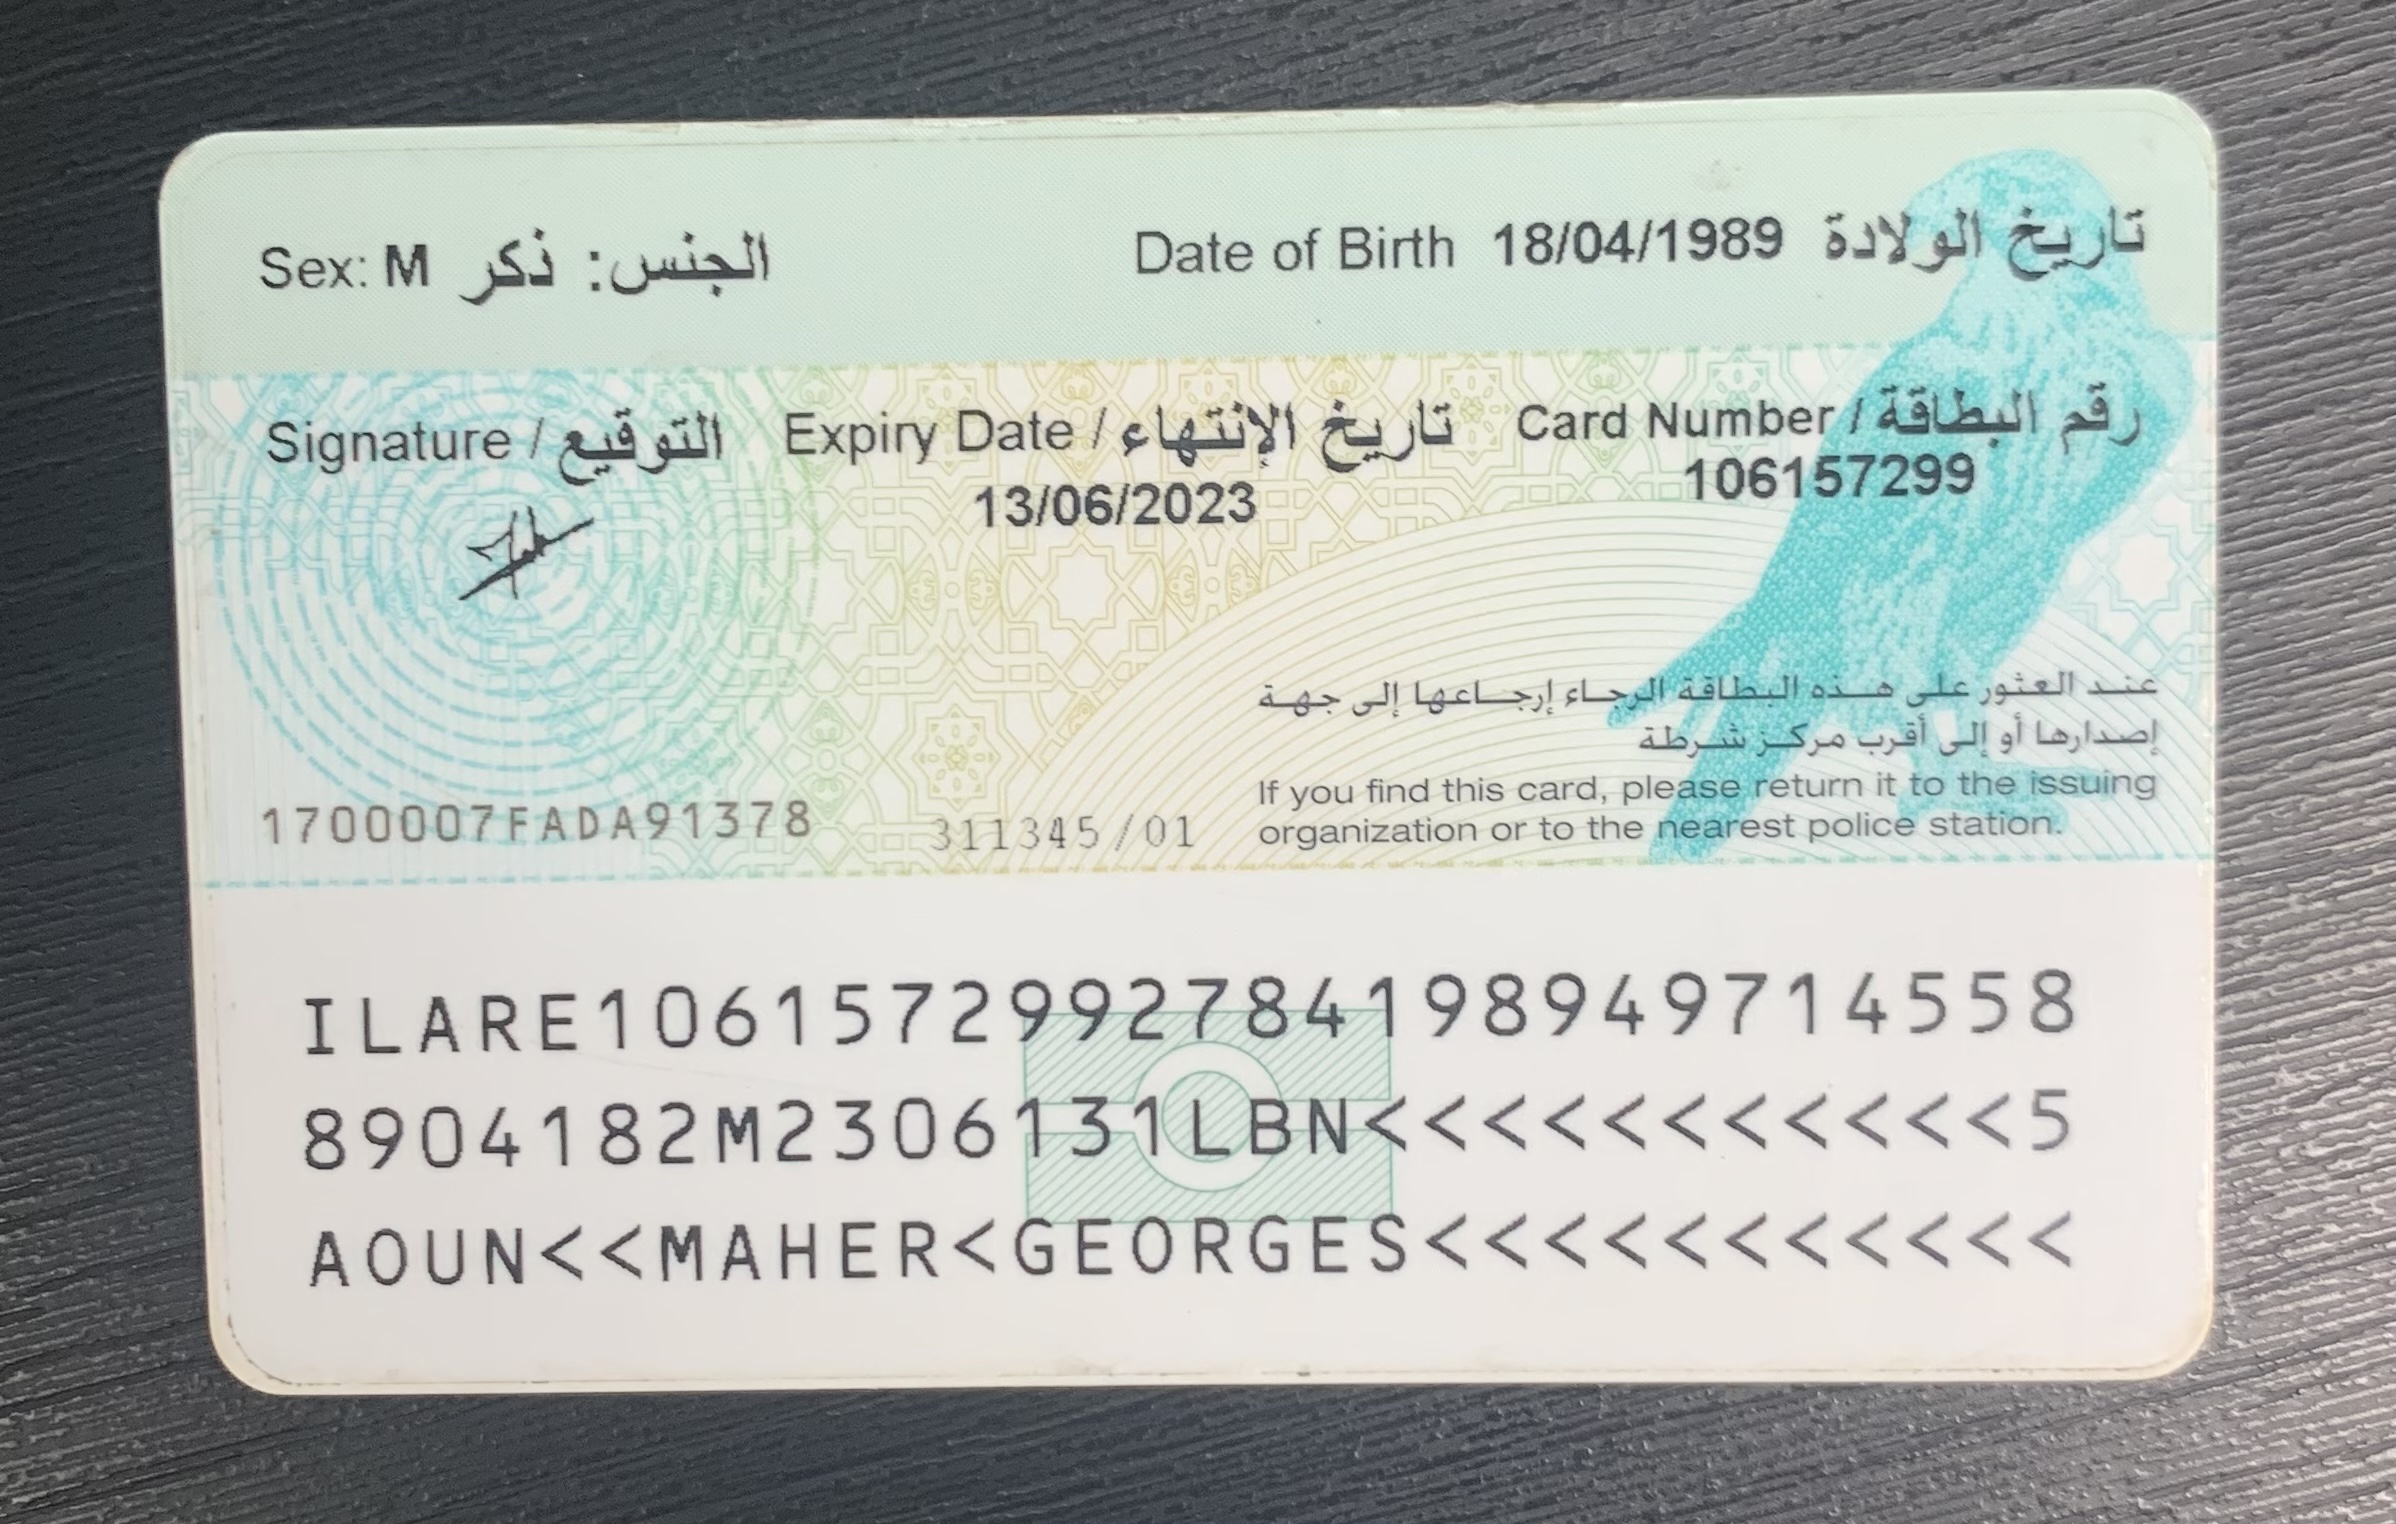 Sex: M الجنس: ذكر
Date of Birth 18/04/1989 تاريخ الولادة
Signature / التوقيع
Expiry Date / تاريخ الإنتهاء
Card Number / رقم البطاقة
13/06/2023
106157299
عند العثور على هذه البطاقة الرجاء إرجاعها إلى جهة
إصدارها أو إلى أقرب مركز شرطة
If you find this card, please return it to the issuing
organization or to the nearest police station.
1700007FADA91378
311345/01
ILARE1061572992784198949714558
8904182M2306131LBN<<<<<<<<<<<5
AOUN<<MAHER<GEORGES<<<<<<<<<<<